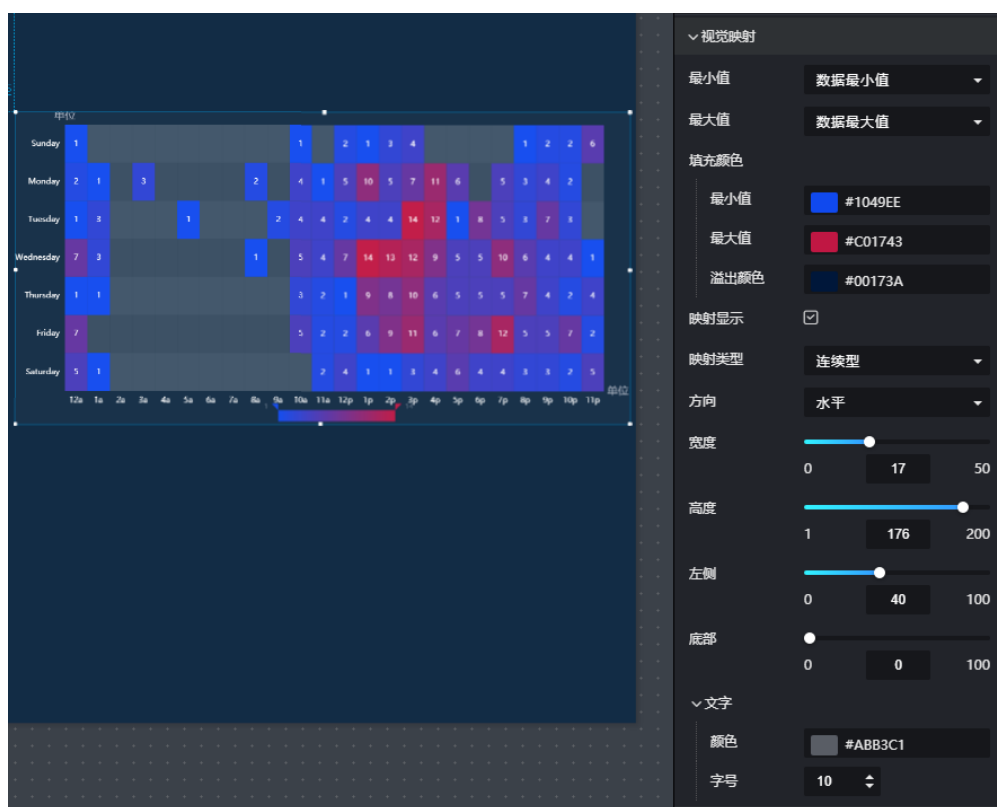 视觉映射
最小值 数据最小值
最大值 数据最大值
填充颜色
最小值 #1049EE
最大值 #C01743
溢出颜色 #00173A
映射显示
映射类型 连续型
方向 水平
宽度
0 17 50
高度
1 176 200
左侧
0 40 100
底部
0 0 100
文字
颜色 #ABB3C1
字号 10
单位
Sunday 1 1 2 1 3 4 1 2 2 6
Monday 2 1 3 2 4 1 5 10 5 7 11 6 5 3 4 2
Tuesday 1 3 1 2 4 4 2 4 4 14 12 1 8 5 3 7 3
Wednesday 7 3 1 5 4 7 14 13 12 9 5 5 10 6 4 4 1
Thursday 1 1 3 2 1 9 8 10 6 5 5 5 7 4 2 4
Friday 7 5 2 2 6 9 11 6 7 8 12 5 5 7 2
Saturday 5 1 2 4 1 1 3 4 6 4 4 3 3 2 5
单位
12a 1a 2a 3a 4a 5a 6a 7a 8a 9a 10a 11a 12p 1p 2p 3p 4p 5p 6p 7p 8p 9p 10p 11p